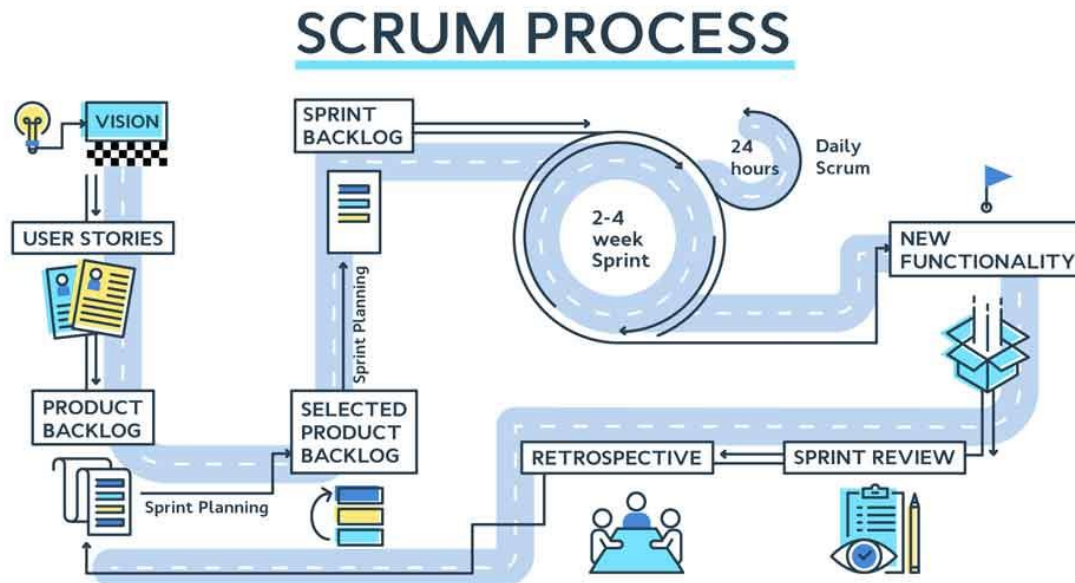 SCRUM PROCESS
VISION
USER STORIES
PRODUCT
BACKLOG
Sprint Planning
SELECTED
PRODUCT
BACKLOG
Sprint Planning
SPRINT
BACKLOG
2-4
week
Sprint
24
hours
Daily
Scrum
NEW
FUNCTIONALITY
SPRINT REVIEW
RETROSPECTIVE